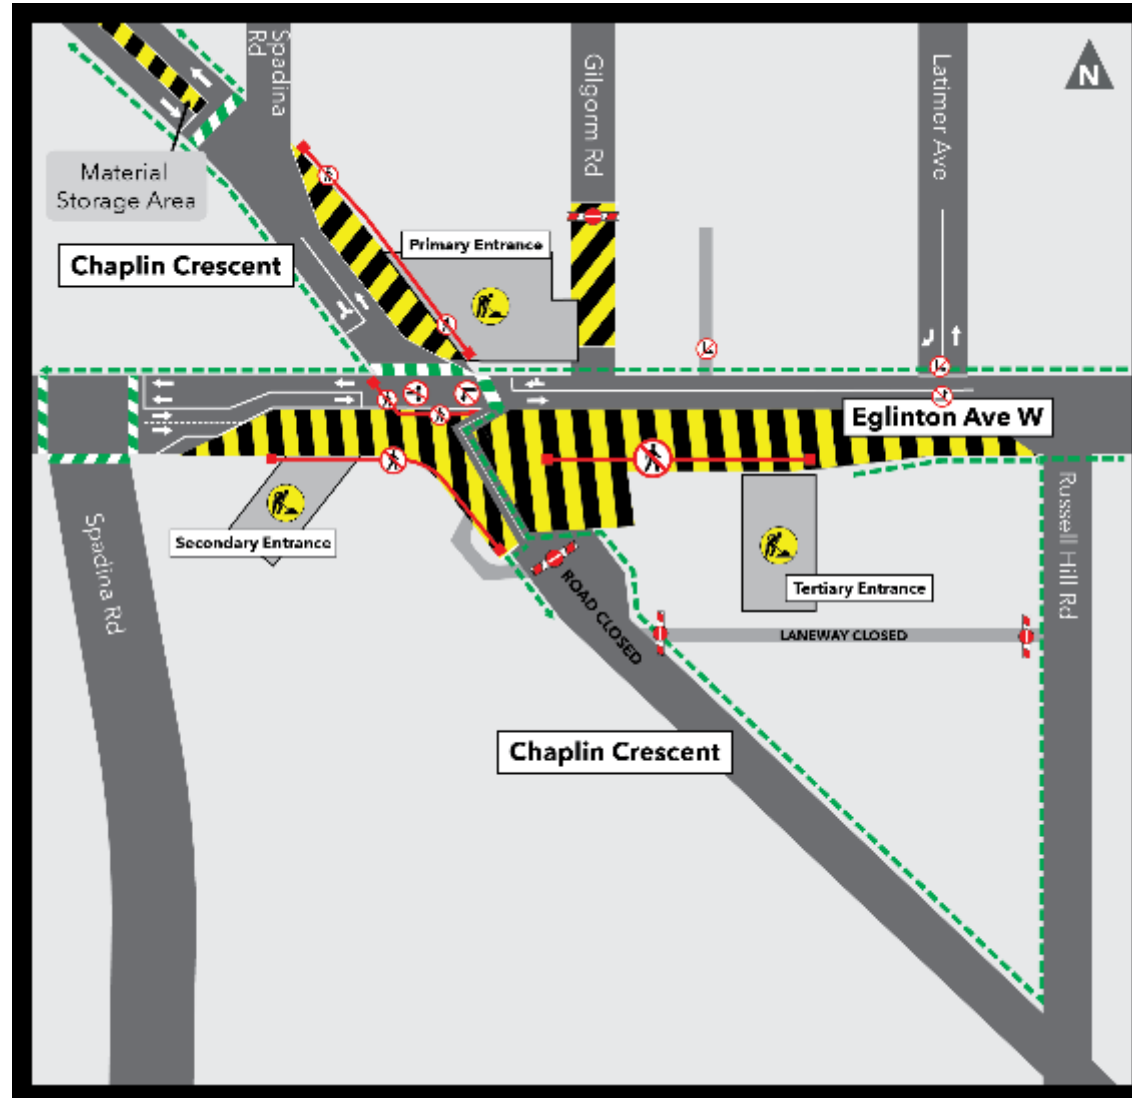 Spadina
Rd
Gilgorm Rd
Latimer Ave
N
Material
Storage Area
Chaplin Crescent
Primary Entrance
Eglinton Ave W
Secondary Entrance
Spadina Rd
Russell Hill Rd
ROAD CLOSED
Tertiary Entrance
LANEWAY CLOSED
Chaplin Crescent